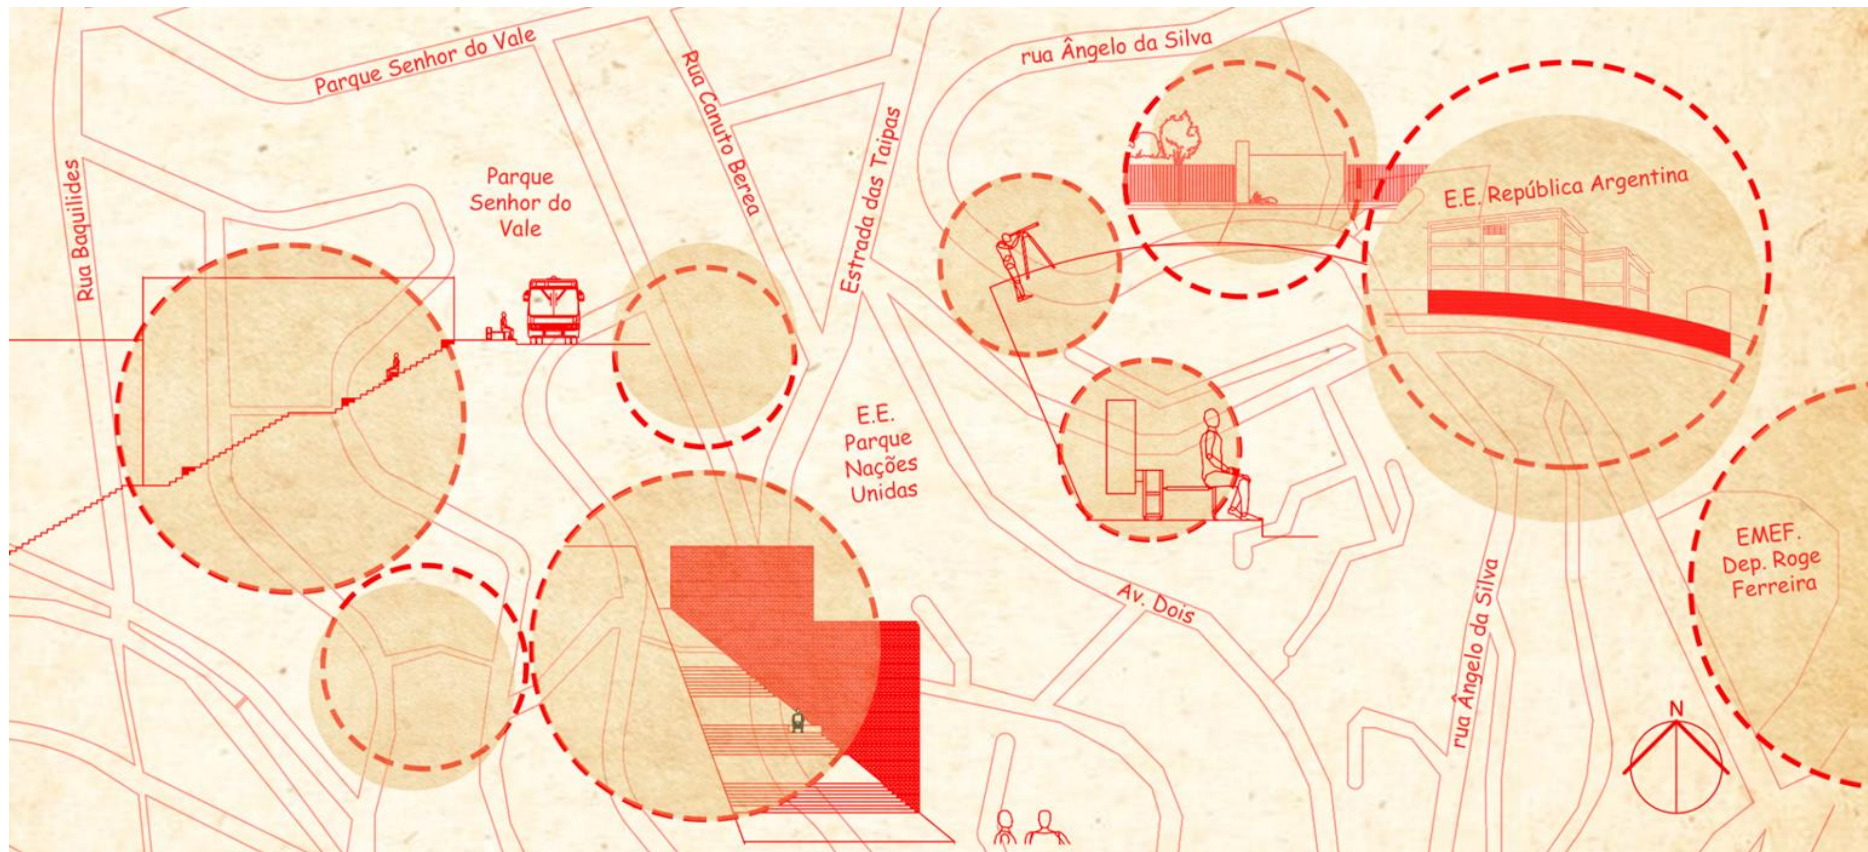 Parque Senhor do Vale
Rua Canuto Berea
rua Ângelo da Silva
Rua Baquilides
Parque
Senhor do
Vale
Estrada das Taipas
E.E. República Argentina
E.E.
Parque
Nações
Unidas
Av. Dois
rua Ângelo da Silva
EMEF.
Dep. Roge
Ferreira
N